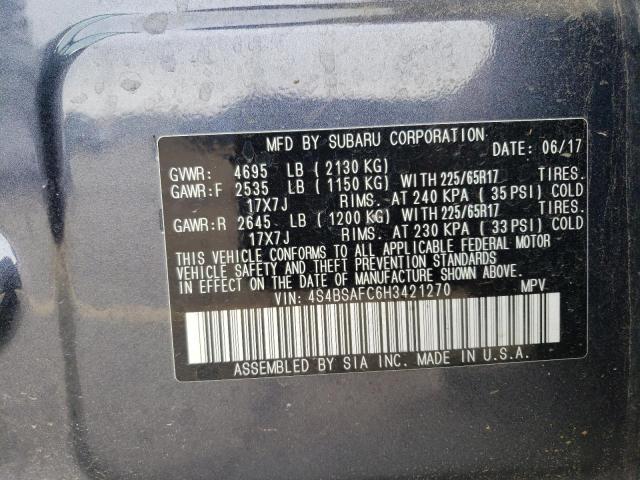 MFD BY SUBARU CORPORATION
DATE: 06/17
GVWR: 4695 LB ( 2130 KG)
GAWR:F 2535 LB ( 1150 KG) WITH 225/65R17 TIRES.
17X7J RIMS. AT 240 KPA ( 35 PSI) COLD
GAWR:R 2645 LB ( 1200 KG) WITH 225/65R17 TIRES.
17X7J RIMS. AT 230 KPA ( 33 PSI) COLD
THIS VEHICLE CONFORMS TO ALL APPLICABLE FEDERAL MOTOR
VEHICLE SAFETY AND THEFT PREVENTION STANDARDS
IN EFFECT ON THE DATE OF MANUFACTURE SHOWN ABOVE.
VIN: 4S4BSAFC6H3421270 MPV
ASSEMBLED BY SIA INC. MADE IN U.S.A.